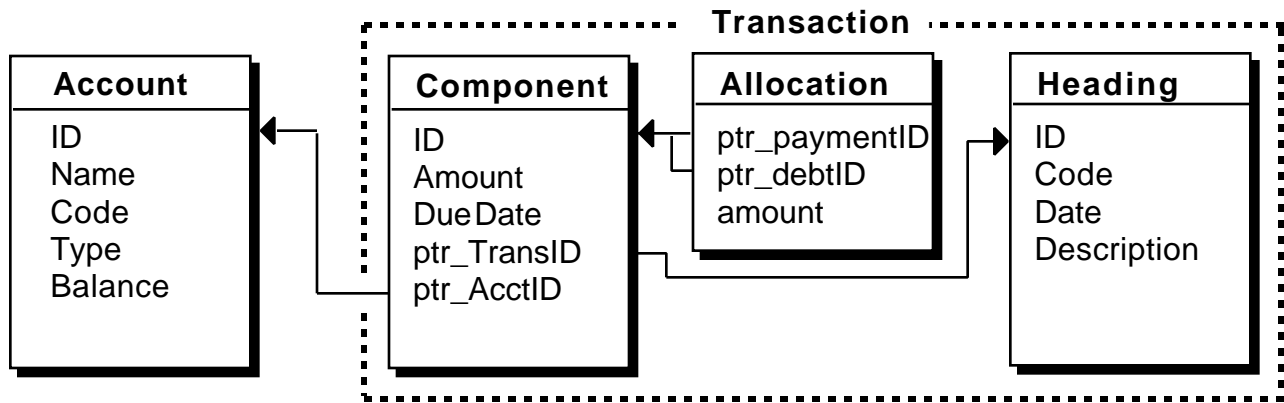 Transaction
Account
ID
Name
Code
Type
Balance
Component
ID
Amount
DueDate
ptr_TransID
ptr_AcctID
Allocation
ptr_paymentID
ptr_debtID
amount
Heading
ID
Code
Date
Description